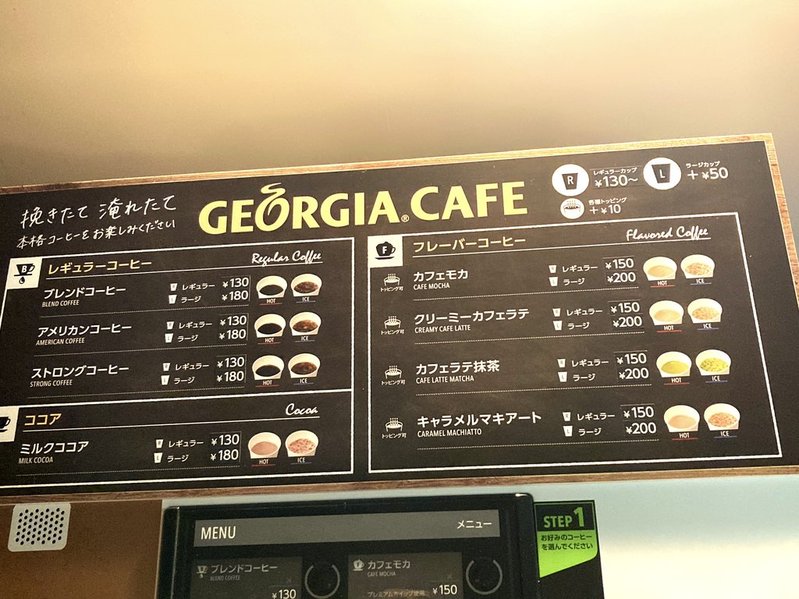 挽きたて 淹れたて
本格コーヒーをお楽しみください
GEORGIA® CAFE
R
レギュラーカップ
¥130〜
L
ラージカップ
+¥50
各種トッピング
+¥10
B
レギュラーコーヒー
Regular Coffee
ブレンドコーヒー
BLEND COFFEE
レギュラー ¥130
ラージ ¥180
HOT ICE
アメリカンコーヒー
AMERICAN COFFEE
レギュラー ¥130
ラージ ¥180
HOT ICE
ストロングコーヒー
STRONG COFFEE
レギュラー ¥130
ラージ ¥180
HOT ICE
ココア
Cocoa
ミルクココア
MILK COCOA
レギュラー ¥130
ラージ ¥180
HOT ICE
F
フレーバーコーヒー
Flavored Coffee
トッピング可
カフェモカ
CAFE MOCHA
レギュラー ¥150
ラージ ¥200
HOT ICE
トッピング可
クリーミーカフェラテ
CREAMY CAFE LATTE
レギュラー ¥150
ラージ ¥200
HOT ICE
トッピング可
カフェラテ抹茶
CAFE LATTE MATCHA
レギュラー ¥150
ラージ ¥200
HOT ICE
トッピング可
キャラメルマキアート
CARAMEL MACHIATTO
レギュラー ¥150
ラージ ¥200
HOT ICE
MENU
メニュー
ブレンドコーヒー
BLEND COFFEE
¥130
カフェモカ
CAFE MOCHA
プレミアムホイップ使用
¥150
STEP 1
お好みのコーヒー
を選んでください